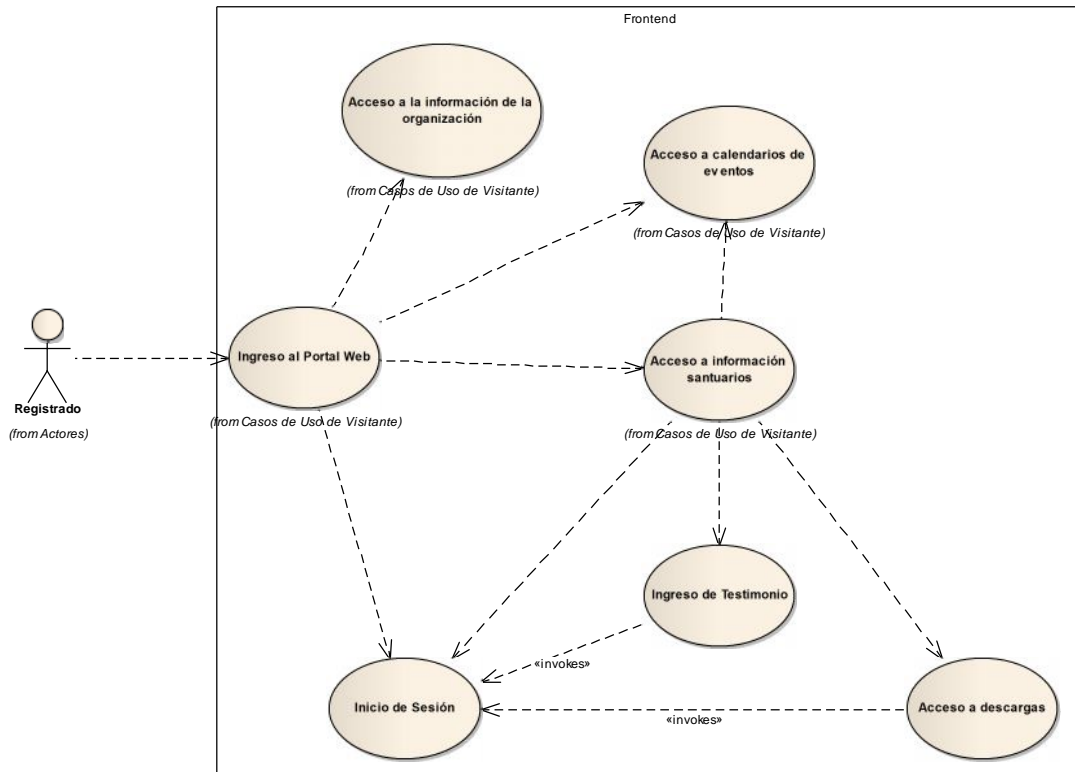 Frontend
Acceso a la información de la
organización
(from Casos de Uso de Visitante)
Acceso a calendarios de
eventos
(from Casos de Uso de Visitante)
Ingreso al Portal Web
(from Casos de Uso de Visitante)
Acceso a información
santuarios
(from Casos de Uso de Visitante)
Registrado
(from Actores)
Ingreso de Testimonio
«invokes»
Inicio de Sesión
«invokes»
Acceso a descargas